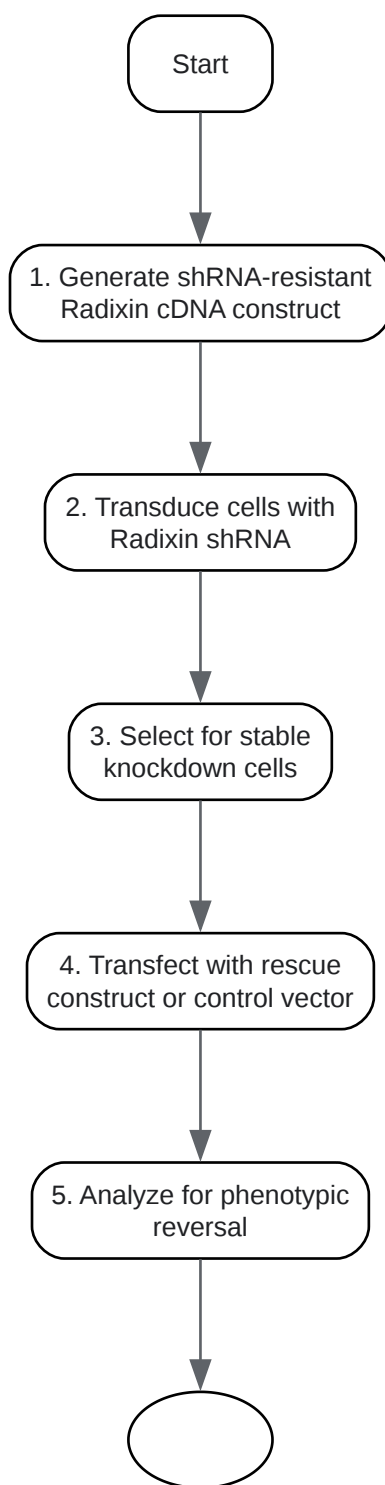 Start
1. Generate shRNA-resistant
Radixin cDNA construct
2. Transduce cells with
Radixin shRNA
3. Select for stable
knockdown cells
4. Transfect with rescue
construct or control vector
5. Analyze for phenotypic
reversal